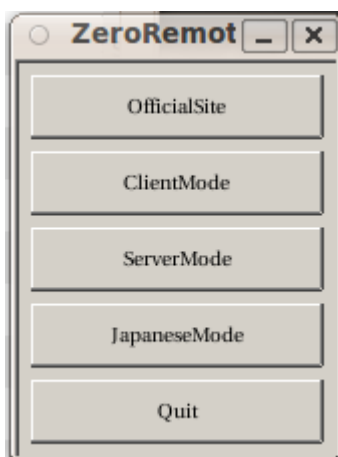 ZeroRemot
OfficialSite
ClientMode
ServerMode
JapaneseMode
Quit